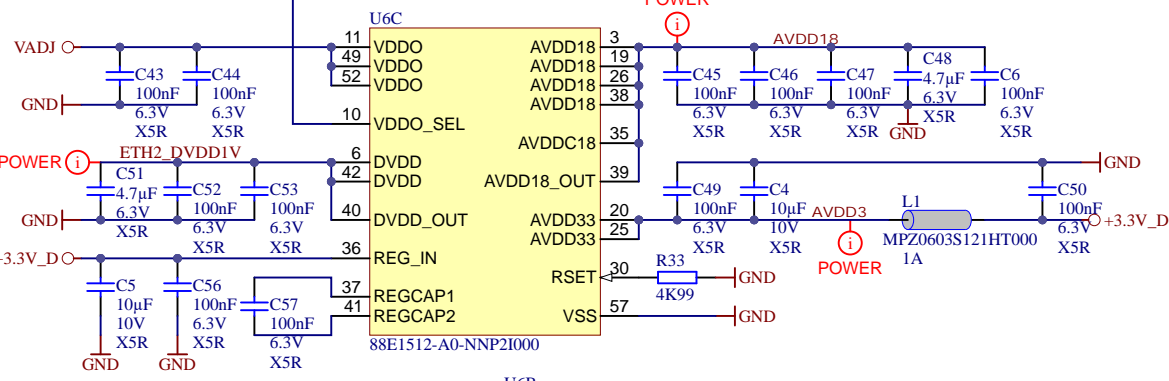 POWER
i
U6C
VADJ
11 VDDO AVDD18 3 AVDD18
49 VDDO AVDD18 19
52 VDDO AVDD18 26
AVDD18 38
C43
100nF
6.3V
X5R
C44
100nF
6.3V
X5R
C45
100nF
6.3V
X5R
C46
100nF
6.3V
X5R
C47
100nF
6.3V
X5R
C48
4.7µF
6.3V
X5R
C6
100nF
6.3V
X5R
GND
GND
10 VDDO_SEL
AVDDC18 35
POWER i ETH2_DVDD1V
6 DVDD
42 DVDD AVDD18_OUT 39
GND
C51
4.7µF
6.3V
X5R
C52
100nF
6.3V
X5R
C53
100nF
6.3V
X5R
C49
100nF
6.3V
X5R
C4
10µF
10V
X5R
C50
100nF
6.3V
X5R
L1
MPZ0603S121HT000
1A
GND
40 DVDD_OUT AVDD33 20 AVDD3
+3.3V_D
AVDD33 25
i
POWER
+3.3V_D
36 REG_IN
RSET 30
R33
4K99
GND
C5
10µF
10V
X5R
C56
100nF
6.3V
X5R
C57
100nF
6.3V
X5R
37 REGCAP1
41 REGCAP2 VSS 57 GND
88E1512-A0-NNP2I000
GND
GND